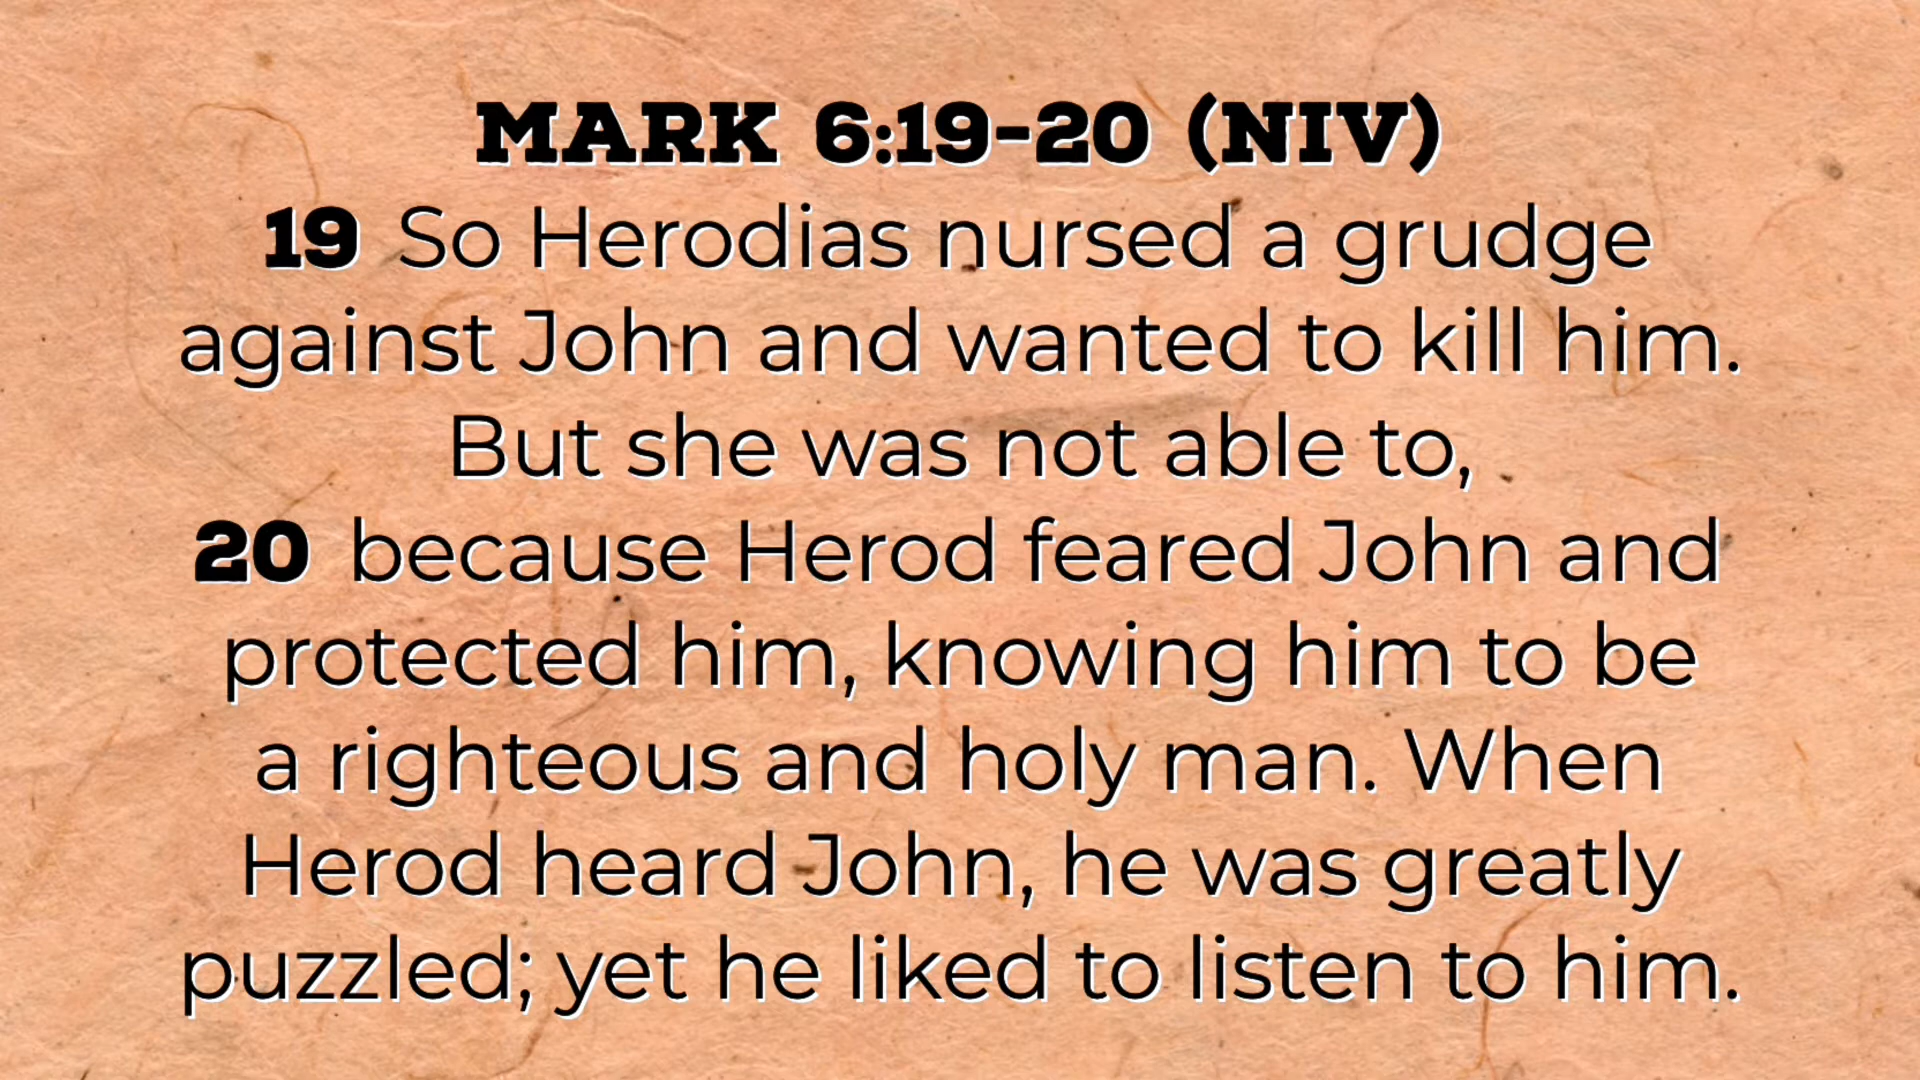 MARK 6:19-20 (NIV)
19 So Herodias nursed a grudge
against John and wanted to kill him.
But she was not able to,
20 because Herod feared John and
protected him, knowing him to be
a righteous and holy man. When
Herod heard John, he was greatly
puzzled; yet he liked to listen to him.